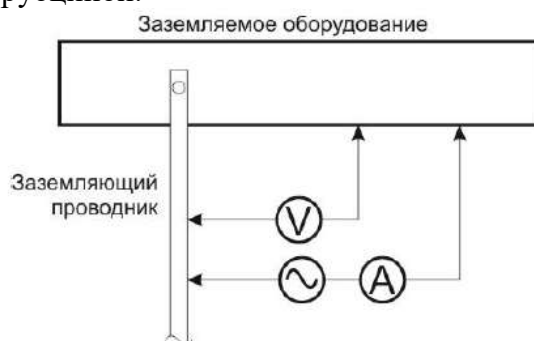 Заземляемое оборудование
Заземляющий
проводник
V
A